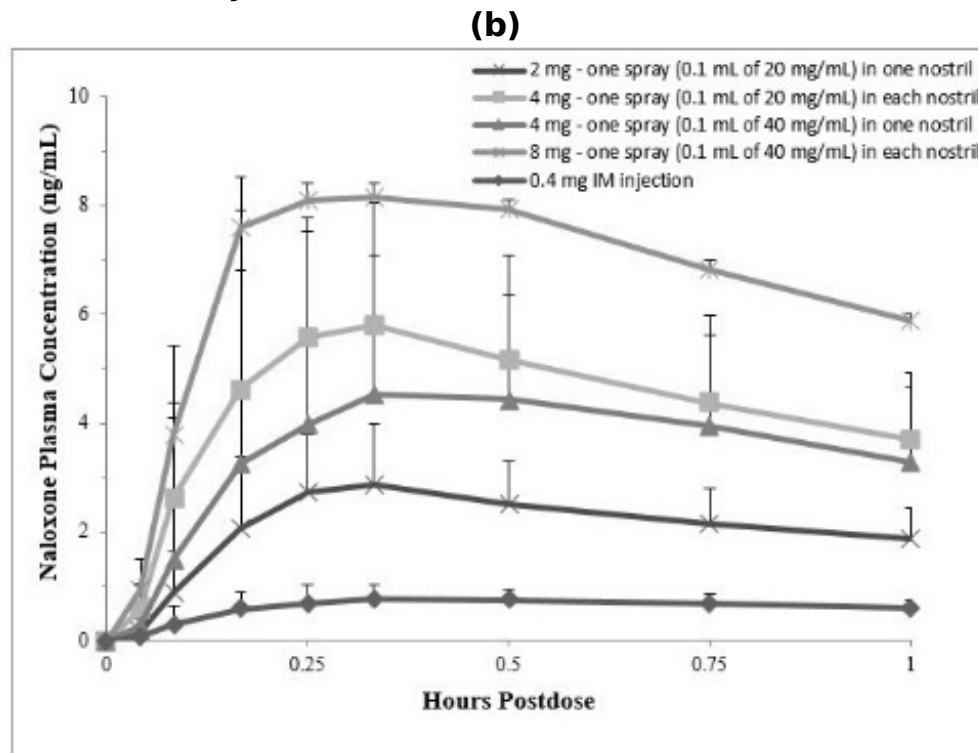 (b)
2 mg - one spray (0.1 mL of 20 mg/mL) in one nostril
4 mg - one spray (0.1 mL of 20 mg/mL) in each nostril
4 mg - one spray (0.1 mL of 40 mg/mL) in one nostril
8 mg - one spray (0.1 mL of 40 mg/mL) in each nostril
0.4 mg IM injection
Naloxone Plasma Concentration (ng/mL)
10
8
6
4
2
0
0 0.25 0.5 0.75 1
Hours Postdose